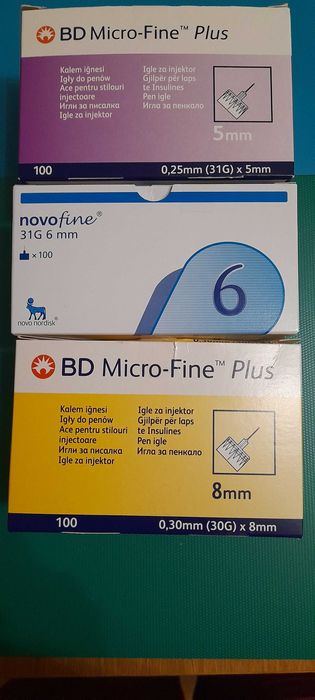 BD Micro-Fine™ Plus
Kalem iğnesi
Igły do penów
Ace pentru stilouri
injectoare
Игли за писалка
Igle za injektor
Igle za injektor
Gjilpër për laps
te Insulines
Pen igle
Игла за пенкало
5mm
100
0,25mm (31G) x 5mm
novofine®
31G 6 mm
x 100
6
novo nordisk®
BD Micro-Fine™ Plus
Kalem iğnesi
Igły do penów
Ace pentru stilouri
injectoare
Игли за писалка
Igle za injektor
Igle za injektor
Gjilpër për laps
te Insulines
Pen igle
Игла за пенкало
8mm
100
0,30mm (30G) x 8mm